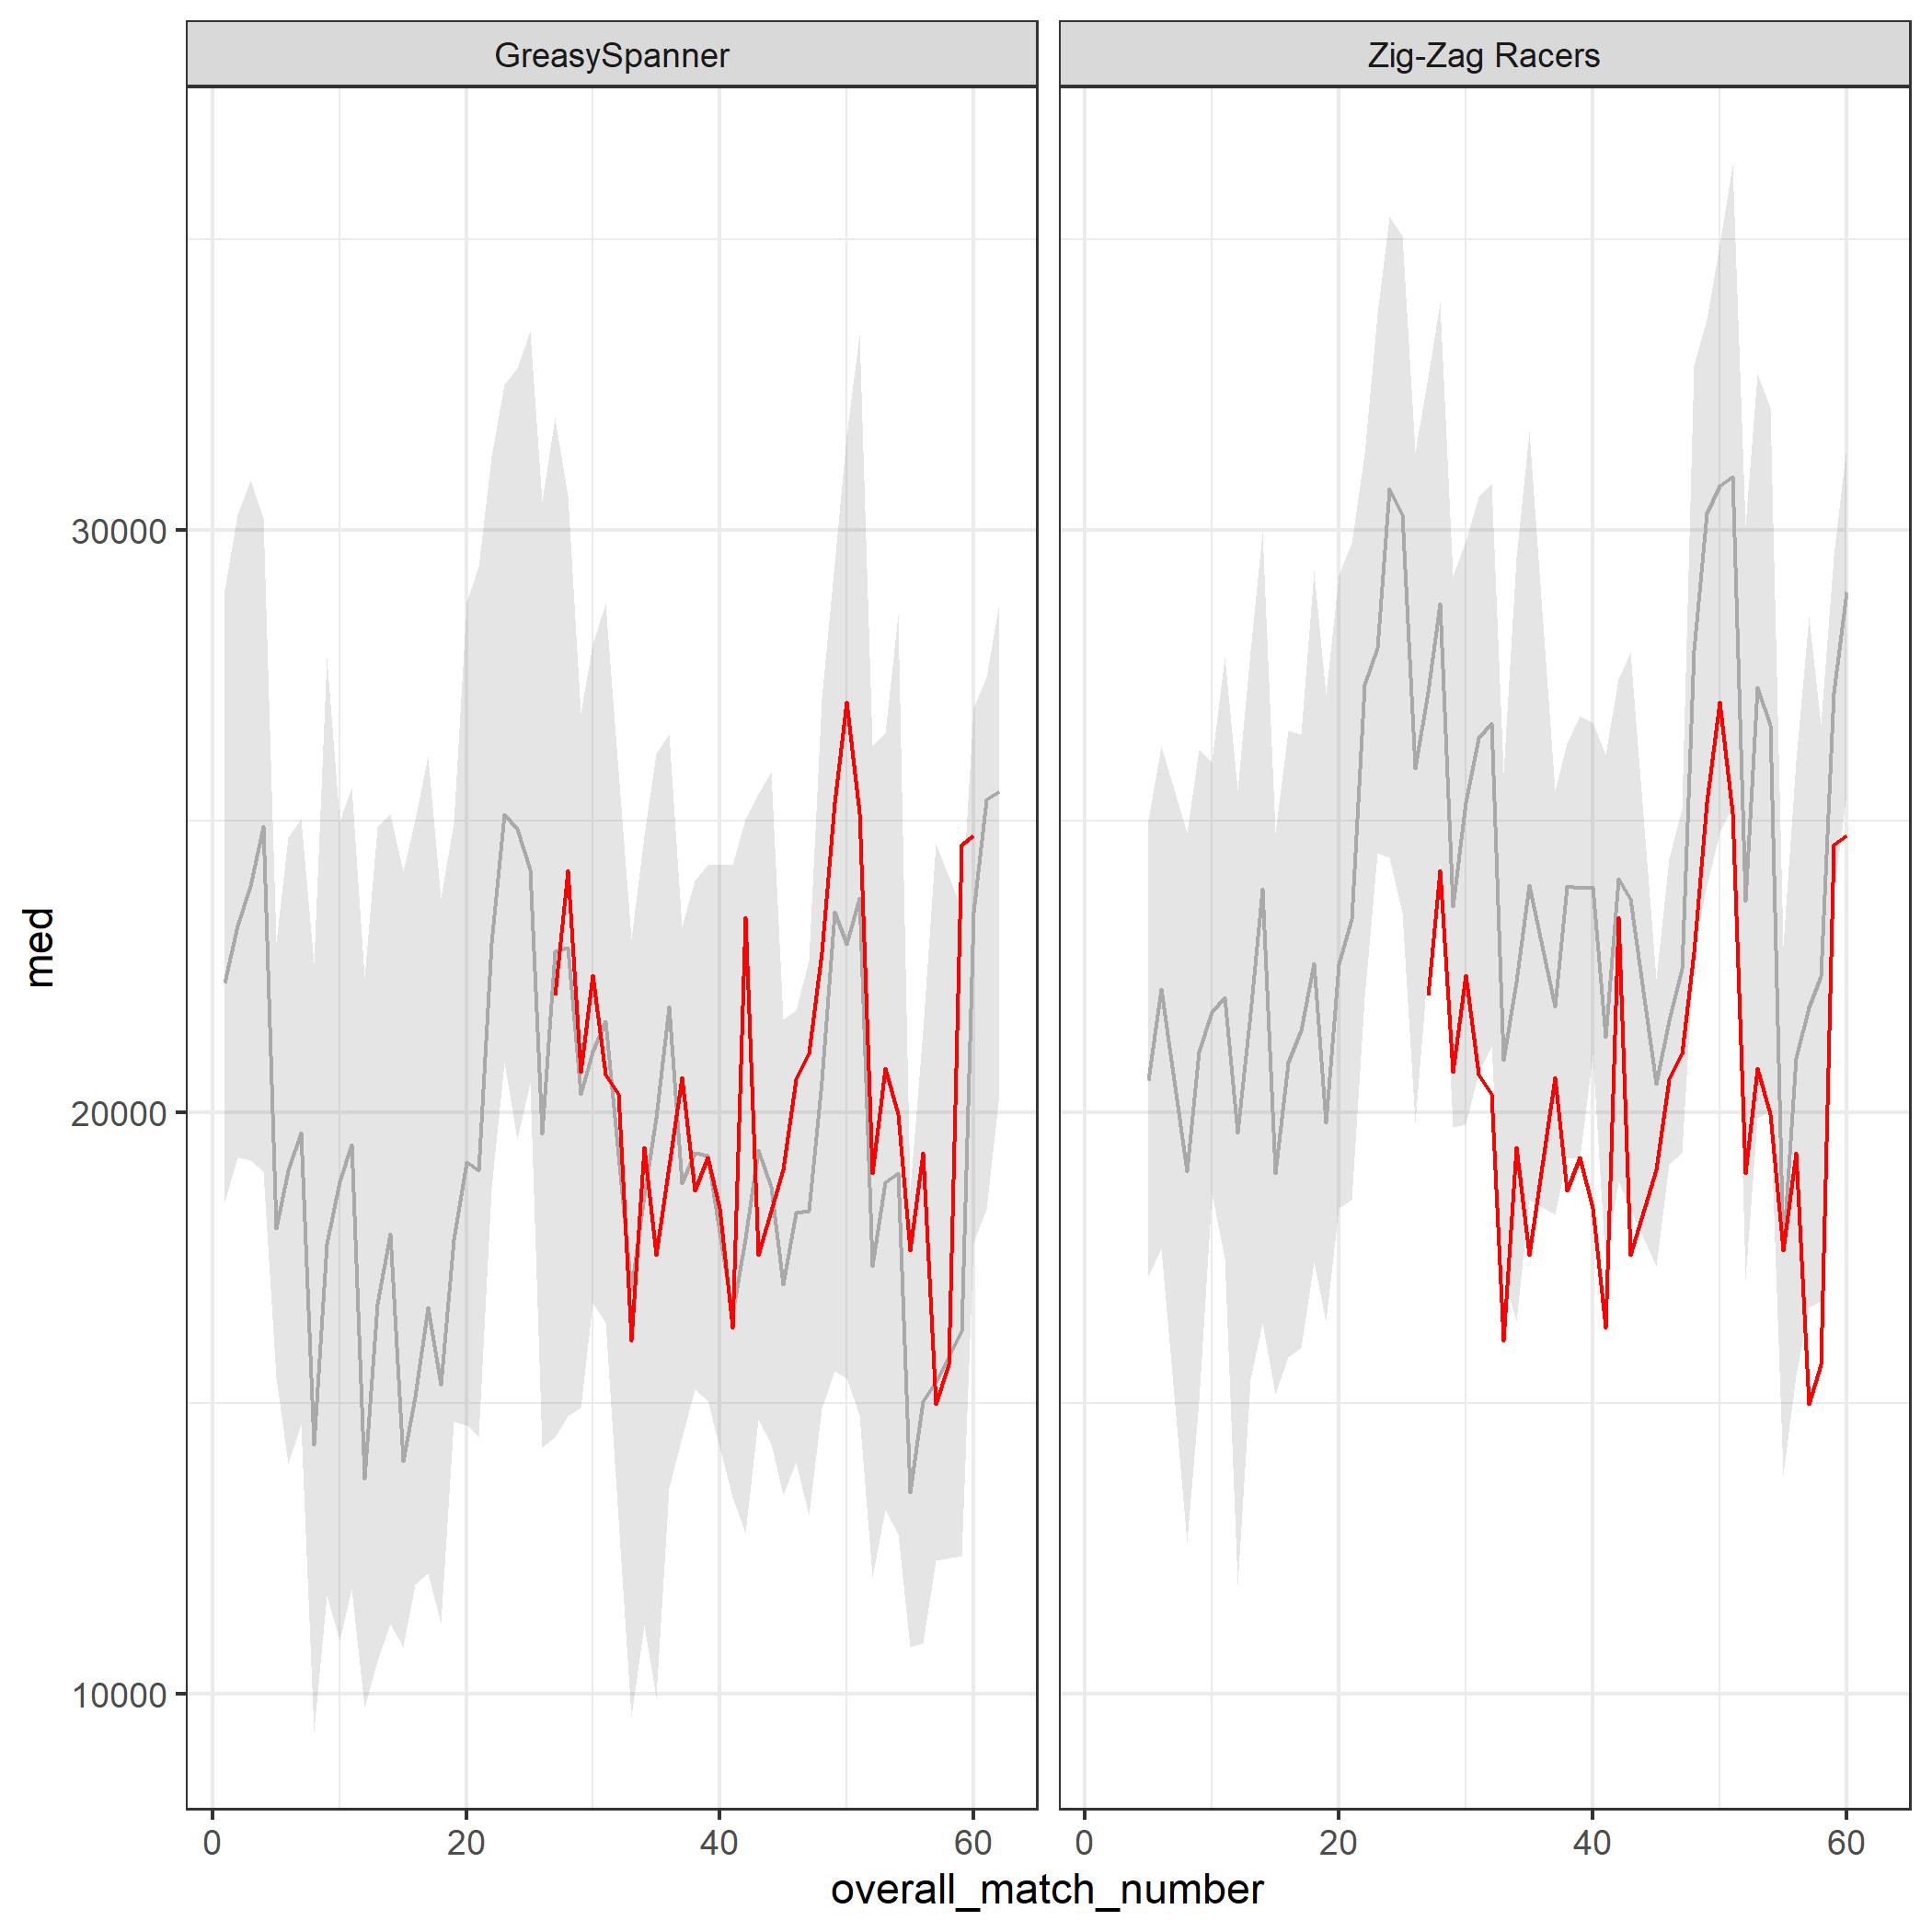 GreasySpanner Zig-Zag Racers
med
30000
20000
10000
0 20 40 60 0 20 40 60
overall_match_number